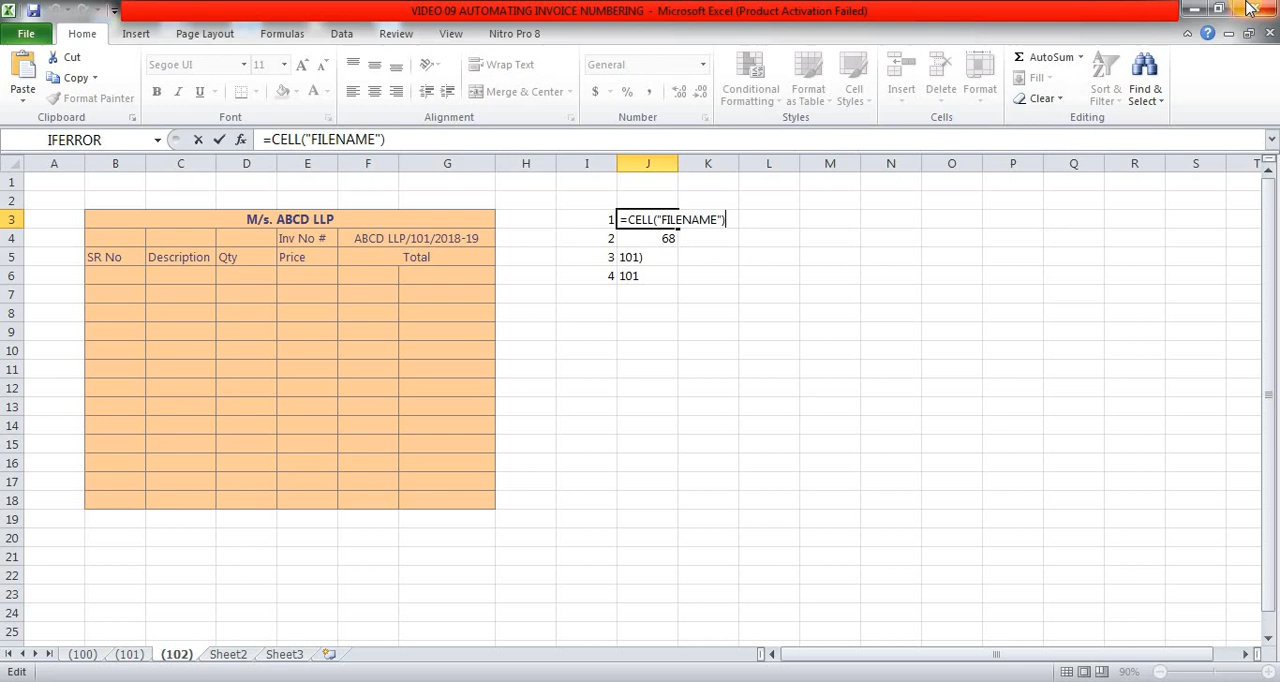 VIDEO 09 AUTOMATING INVOICE NUMBERING - Microsoft Excel (Product Activation Failed)
File Home Insert Page Layout Formulas Data Review View Nitro Pro 8
Paste Cut Copy Format Painter Clipboard
Segoe UI 11 B I U A A A Font
Wrap Text Merge & Center Alignment
General $ % , .0 .00 .00 .0 Number
Conditional Formatting Format as Table Cell Styles Styles
Insert Delete Format Cells
Σ AutoSum Fill Clear Sort & Filter Find & Select Editing
IFERROR fx =CELL("FILENAME")
A B C D E F G H I J K L M N O P Q R S T
1
2
3 M/s. ABCD LLP 1 =CELL("FILENAME")
4 Inv No # ABCD LLP/101/2018-19 2 68
5 SR No Description Qty Price Total 3 101)
6 4 101
7
8
9
10
11
12
13
14
15
16
17
18
19
20
21
22
23
24
25
(100) (101) (102) Sheet2 Sheet3
Edit 90%